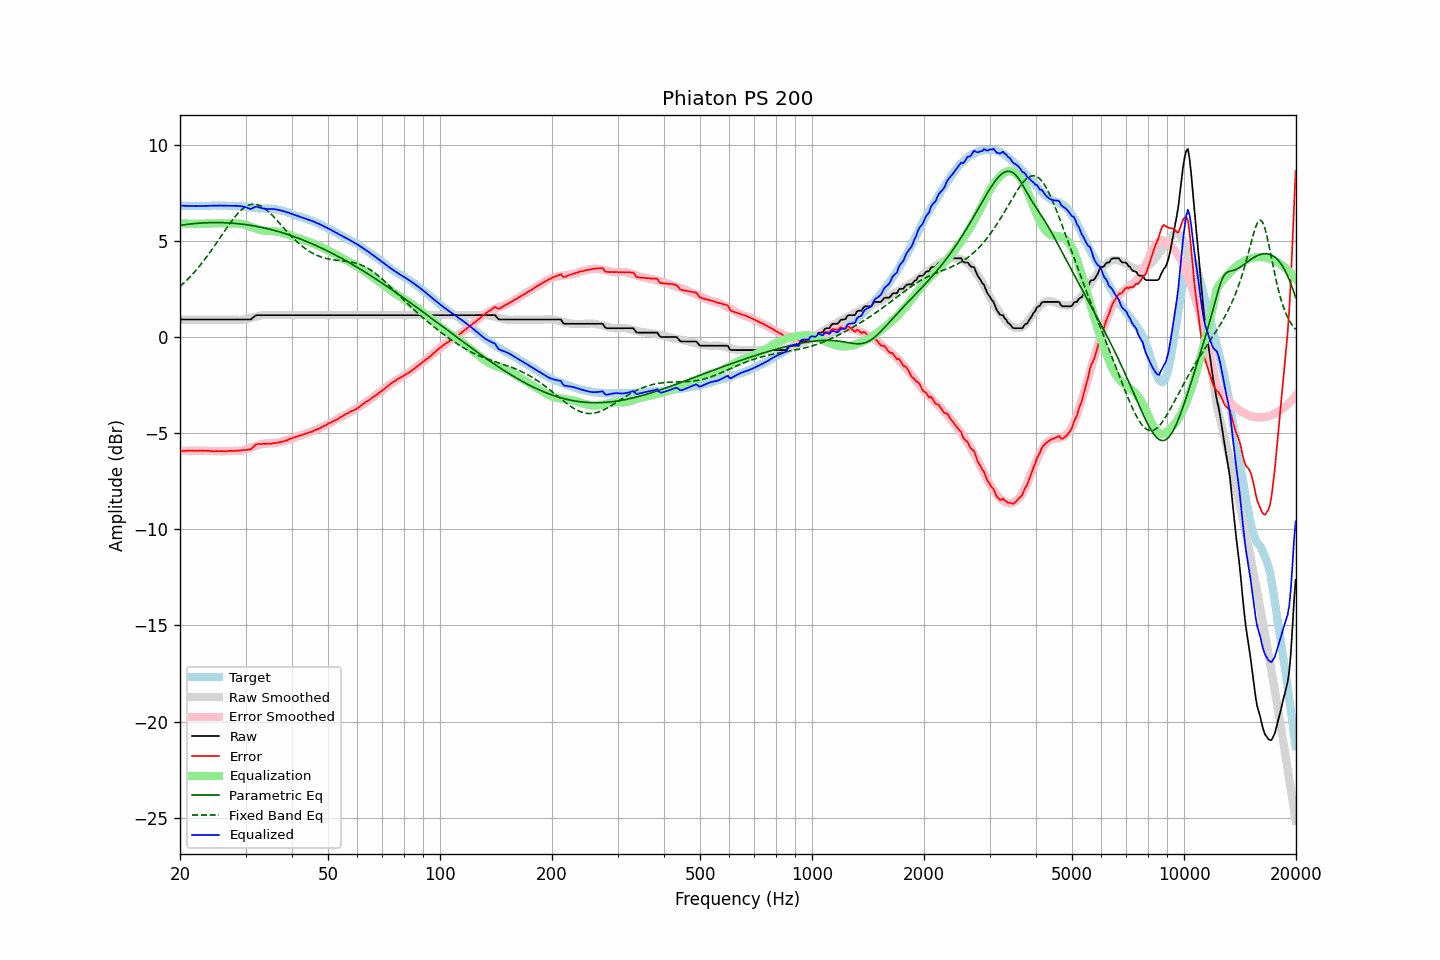 Phiaton PS 200
Amplitude (dBr)
10
5
0
−5
−10
−15
−20
−25
Target
Raw Smoothed
Error Smoothed
Raw
Error
Equalization
Parametric Eq
Fixed Band Eq
Equalized
20 50 100 200 500 1000 2000 5000 10000 20000
Frequency (Hz)